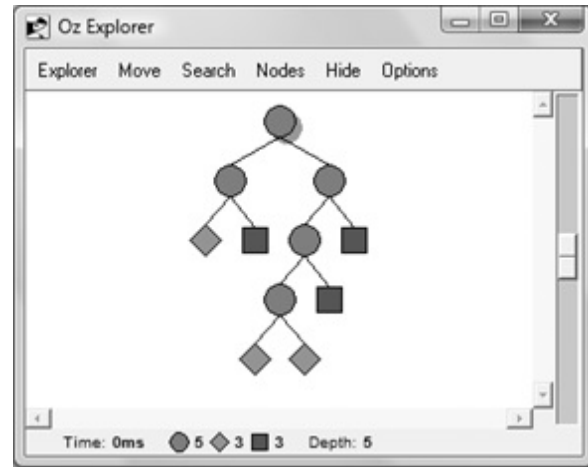 Oz Explorer
Explorer Move Search Nodes Hide Options
Time: 0ms 5 3 3 Depth: 5